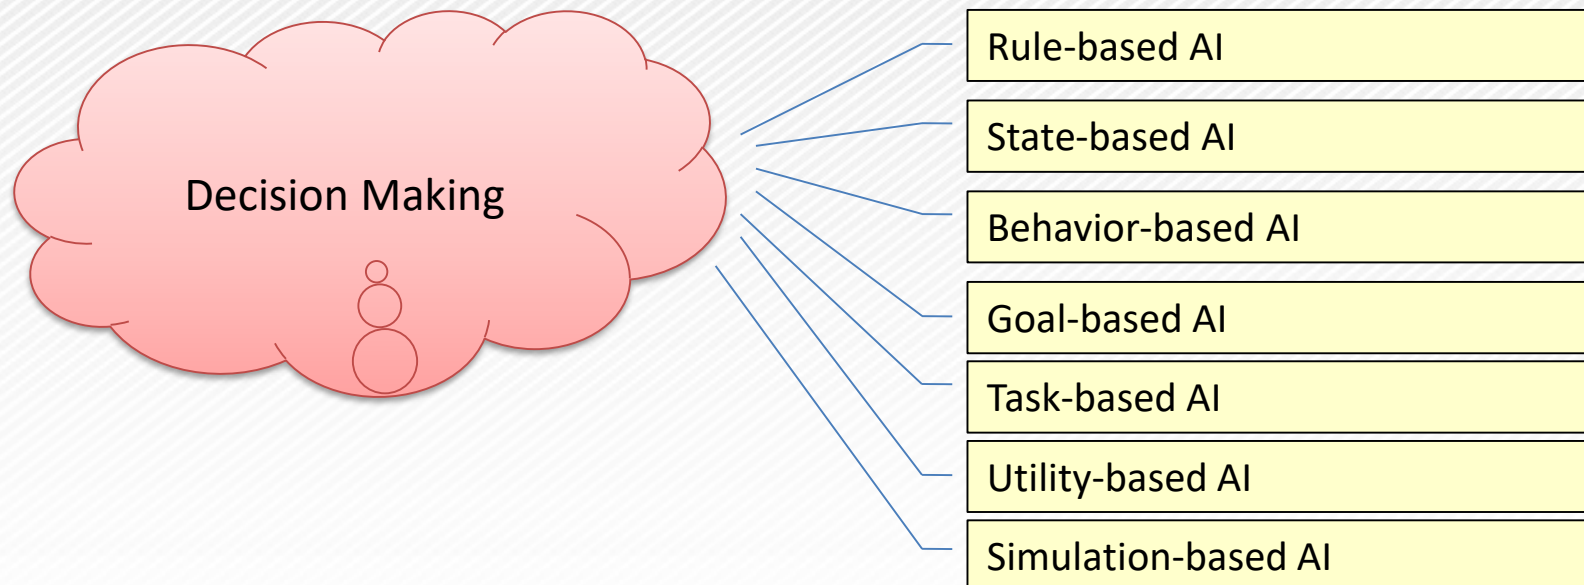 Decision Making
Rule-based AI
State-based AI
Behavior-based AI
Goal-based AI
Task-based AI
Utility-based AI
Simulation-based AI